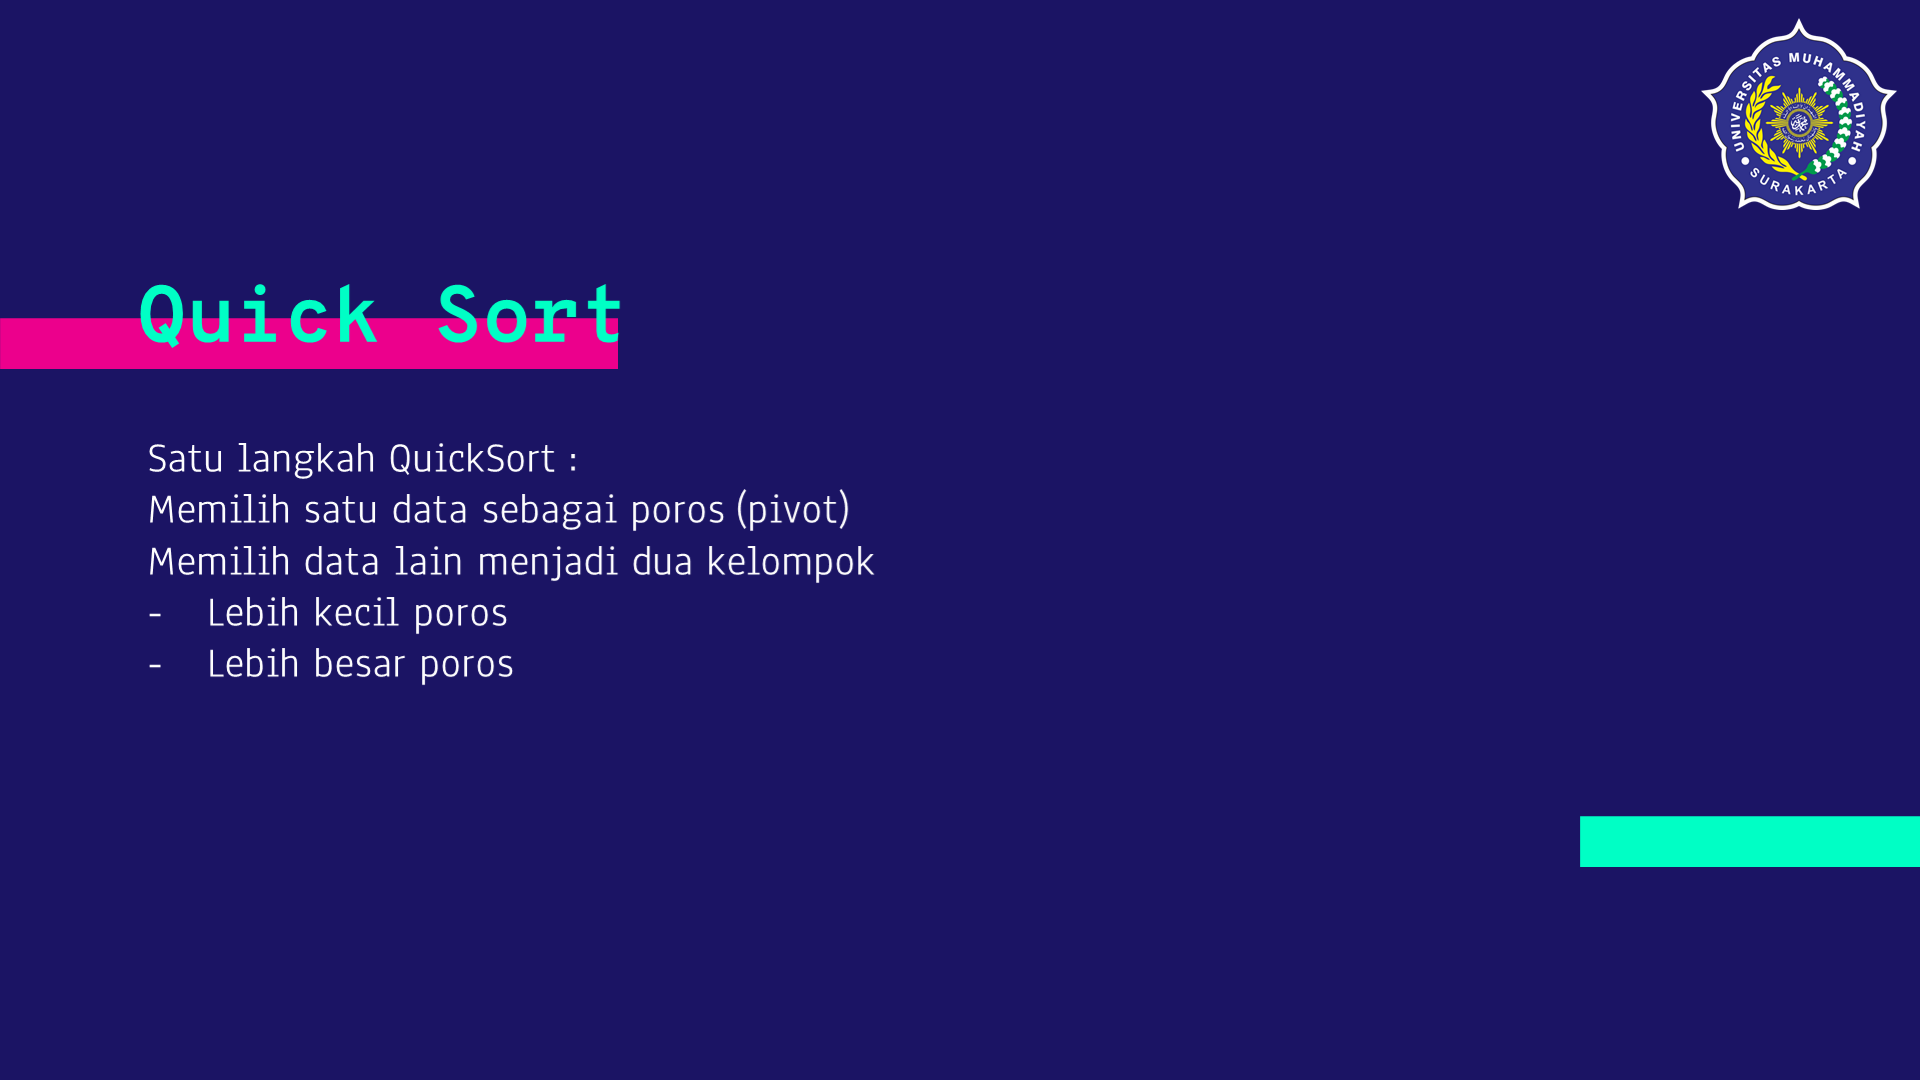 UNIVERSITAS MUHAMMADIYAH
SURAKARTA
Quick Sort
Satu langkah QuickSort :
Memilih satu data sebagai poros (pivot)
Memilih data lain menjadi dua kelompok
- Lebih kecil poros
- Lebih besar poros